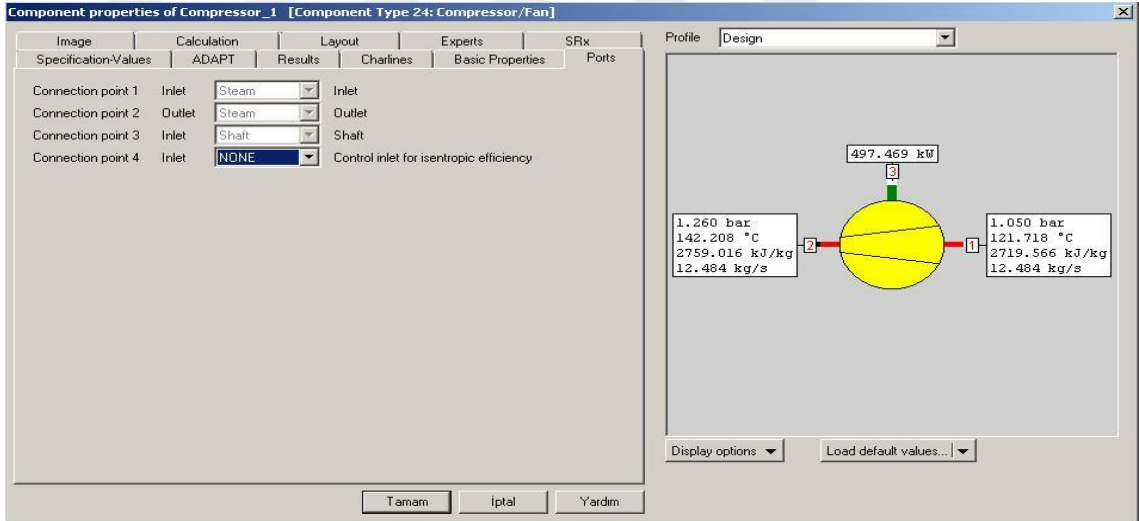 Component properties of Compressor_1 [Component Type 24: Compressor/Fan]
Image Calculation Layout Experts SRx
Specification-Values ADAPT Results Charlines Basic Properties Ports
Connection point 1 Inlet Steam Inlet
Connection point 2 Outlet Steam Outlet
Connection point 3 Inlet Shaft Shaft
Connection point 4 Inlet NONE Control inlet for isentropic efficiency
Profile Design
497.469 kW
3
1.260 bar
142.208 °C
2759.016 kJ/kg
12.484 kg/s
2
1
1.050 bar
121.718 °C
2719.566 kJ/kg
12.484 kg/s
Display options Load default values...
Tamam İptal Yardım